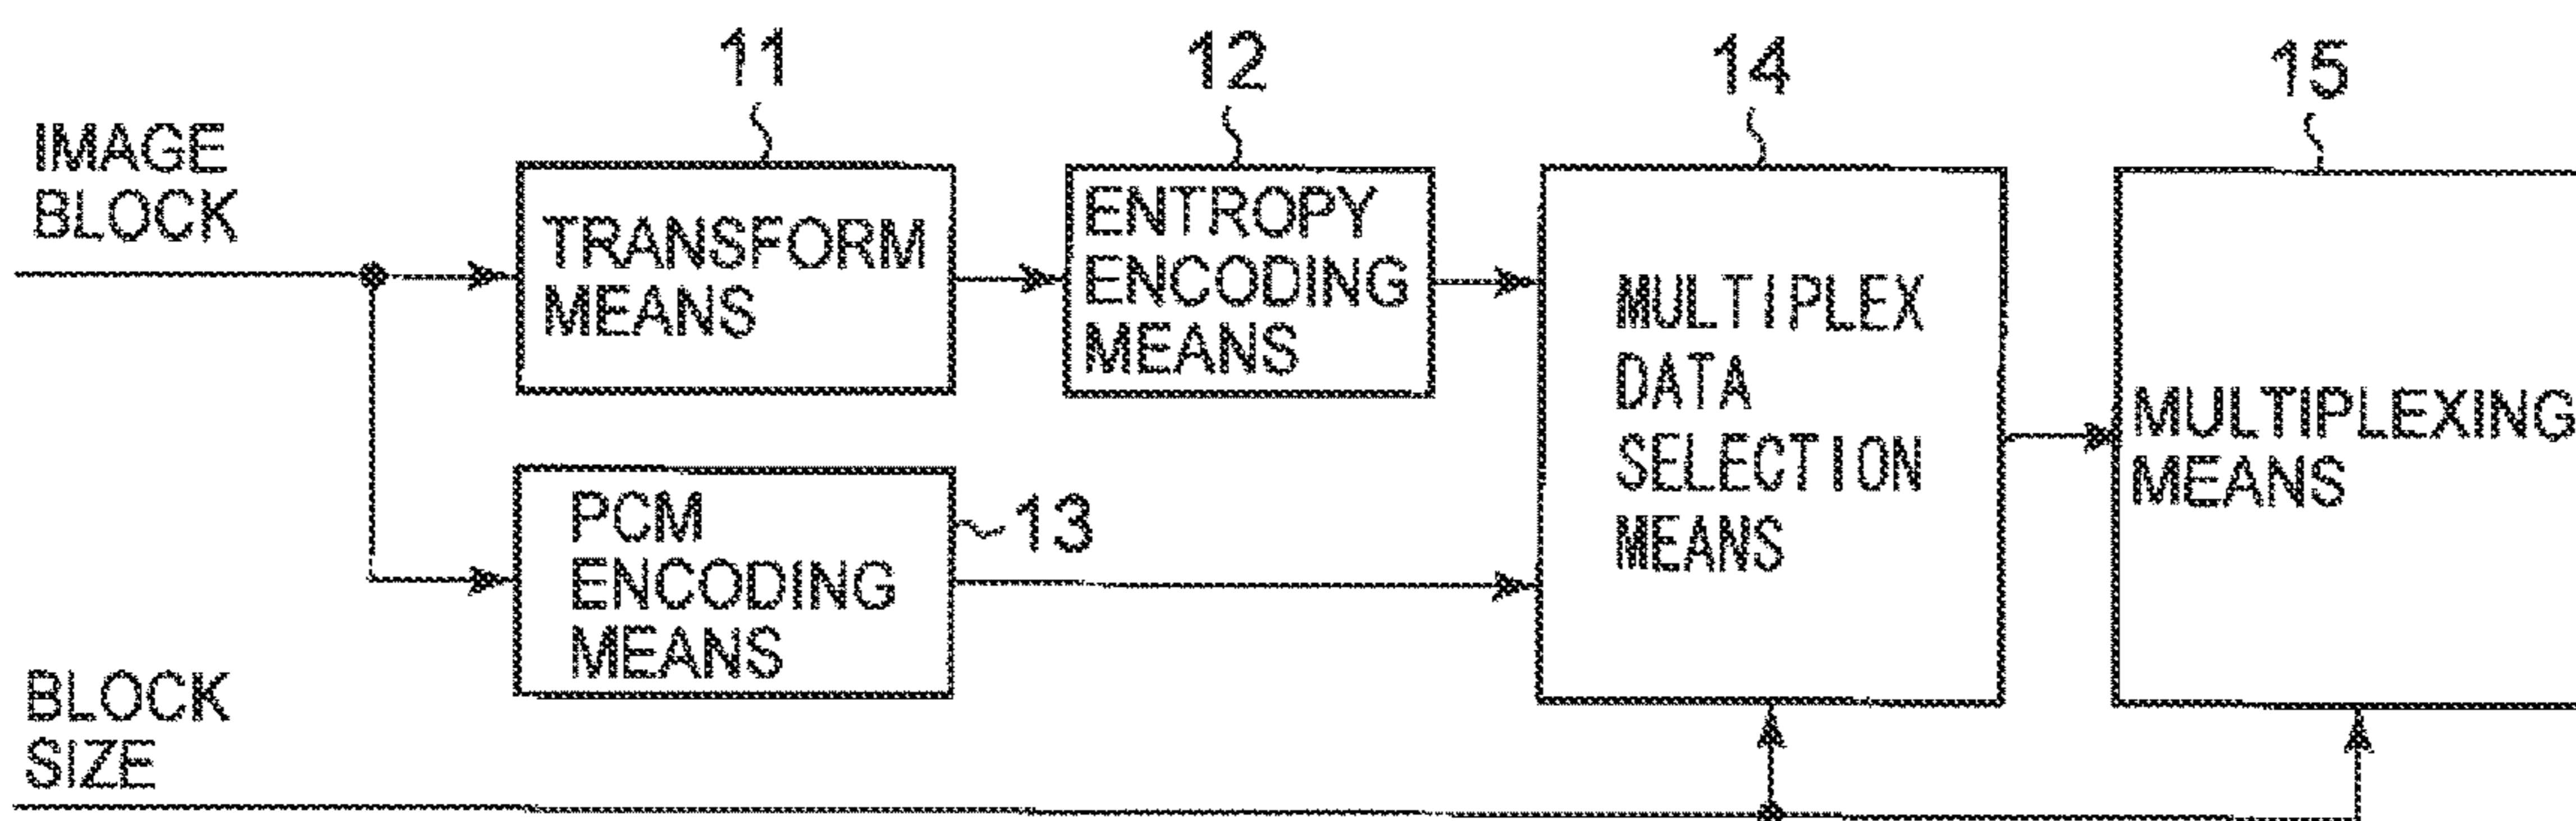 11
12
14
15
IMAGE
BLOCK
TRANSFORM
MEANS
ENTROPY
ENCODING
MEANS
MULTIPLEX
DATA
SELECTION
MEANS
MULTIPLEXING
MEANS
PCM
ENCODING
MEANS
13
BLOCK
SIZE